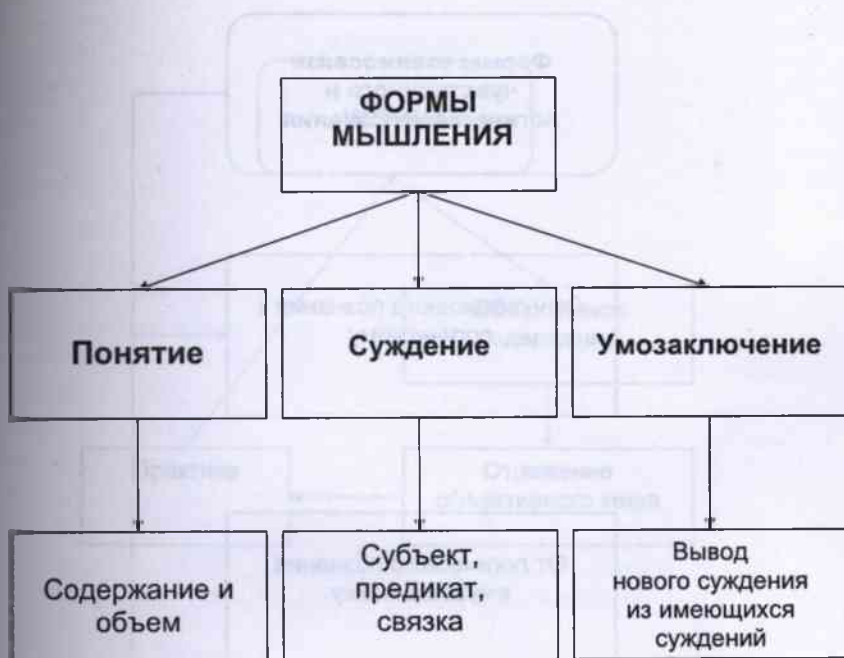 ФОРМЫ
МЫШЛЕНИЯ
Понятие
Суждение
Умозаключение
Содержание и
объем
Субъект,
предикат,
связка
Вывод
нового суждения
из имеющихся
суждений